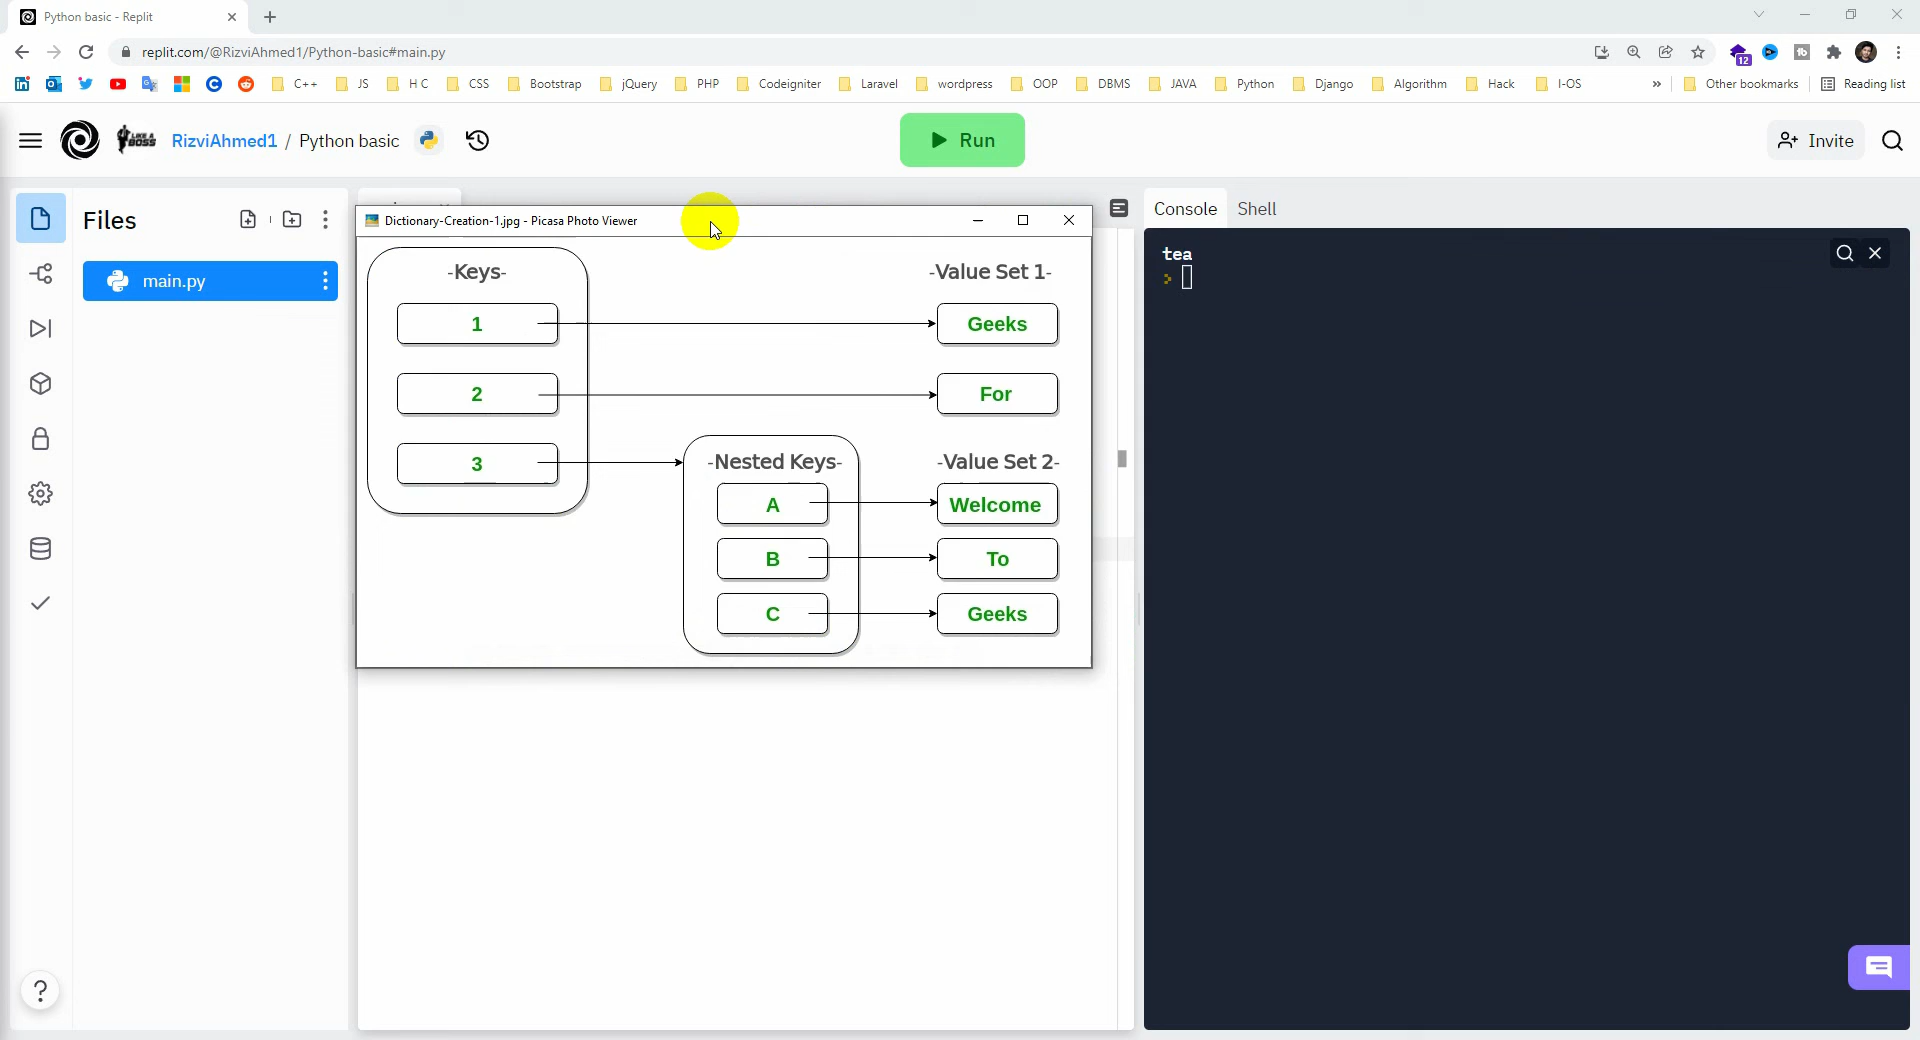 Python basic - Replit
replit.com/@RizviAhmed1/Python-basic#main.py
12
C++ JS H C CSS Bootstrap jQuery PHP Codeigniter Laravel wordpress OOP DBMS JAVA Python Django Algorithm Hack I-OS » Other bookmarks Reading list
LIKE A BOSS RizviAhmed1 / Python basic Run Invite
Files
main.py
Dictionary-Creation-1.jpg - Picasa Photo Viewer
-Keys- -Value Set 1-
1 Geeks
2 For
3
-Nested Keys- -Value Set 2-
A Welcome
B To
C Geeks
Console Shell
tea
>
?